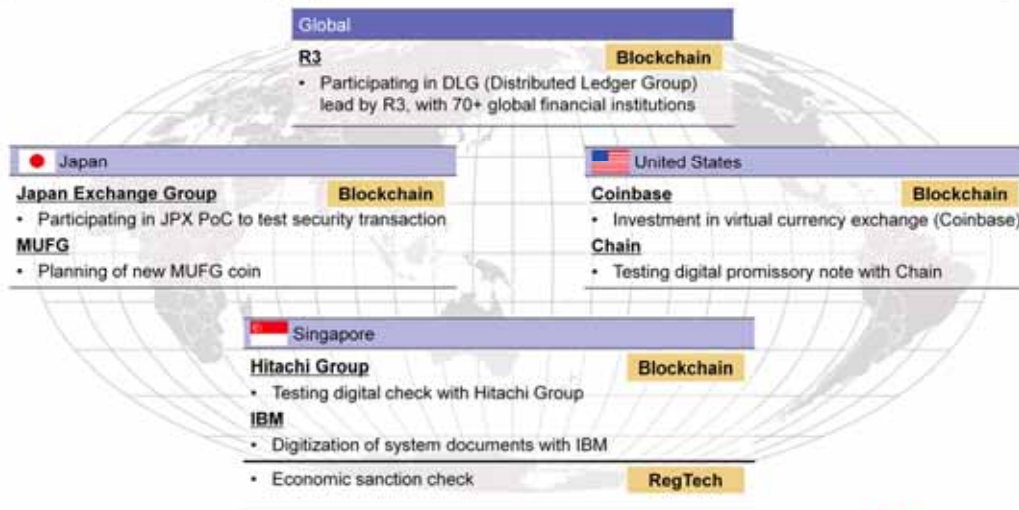 Global
R3 Blockchain
• Participating in DLG (Distributed Ledger Group)
lead by R3, with 70+ global financial institutions
Japan
Japan Exchange Group Blockchain
• Participating in JPX PoC to test security transaction
MUFG
• Planning of new MUFG coin
United States
Coinbase Blockchain
• Investment in virtual currency exchange (Coinbase)
Chain
• Testing digital promissory note with Chain
Singapore
Hitachi Group Blockchain
• Testing digital check with Hitachi Group
IBM
• Digitization of system documents with IBM
• Economic sanction check RegTech